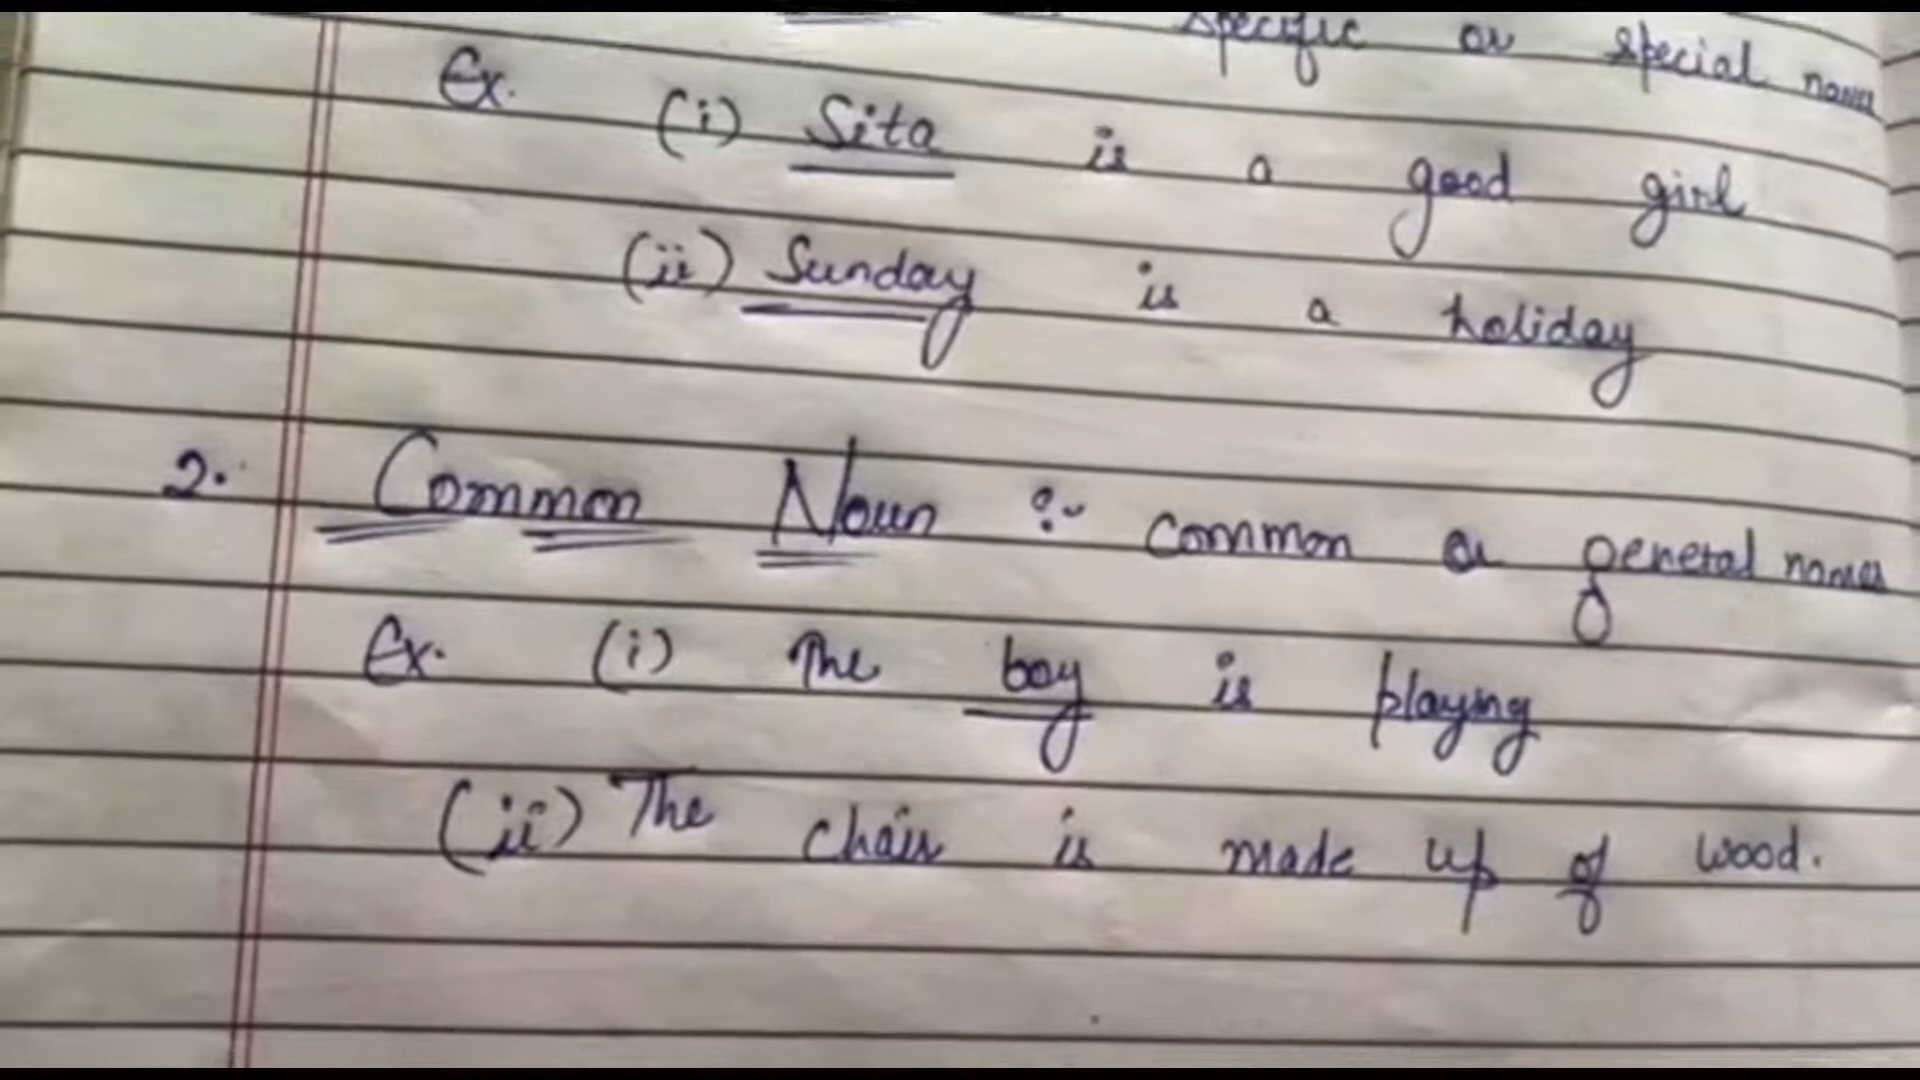 specific or special names
Ex. (i) Sita is a good girl
(ii) Sunday is a holiday
2. Common Noun :- common or general names
Ex. (i) The boy is playing
(ii) The chair is made up of wood.